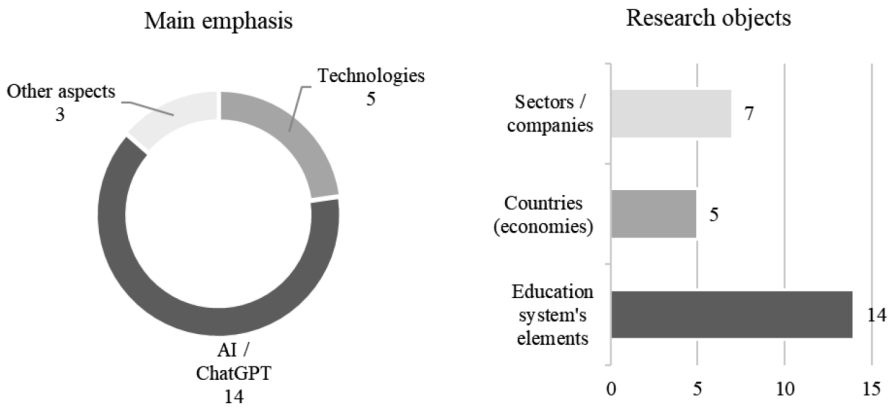 Main emphasis
Other aspects
3
Technologies
5
AI /
ChatGPT
14
Research objects
Sectors /
companies
7
Countries
(economies)
5
Education
system's
elements
14
0 5 10 15